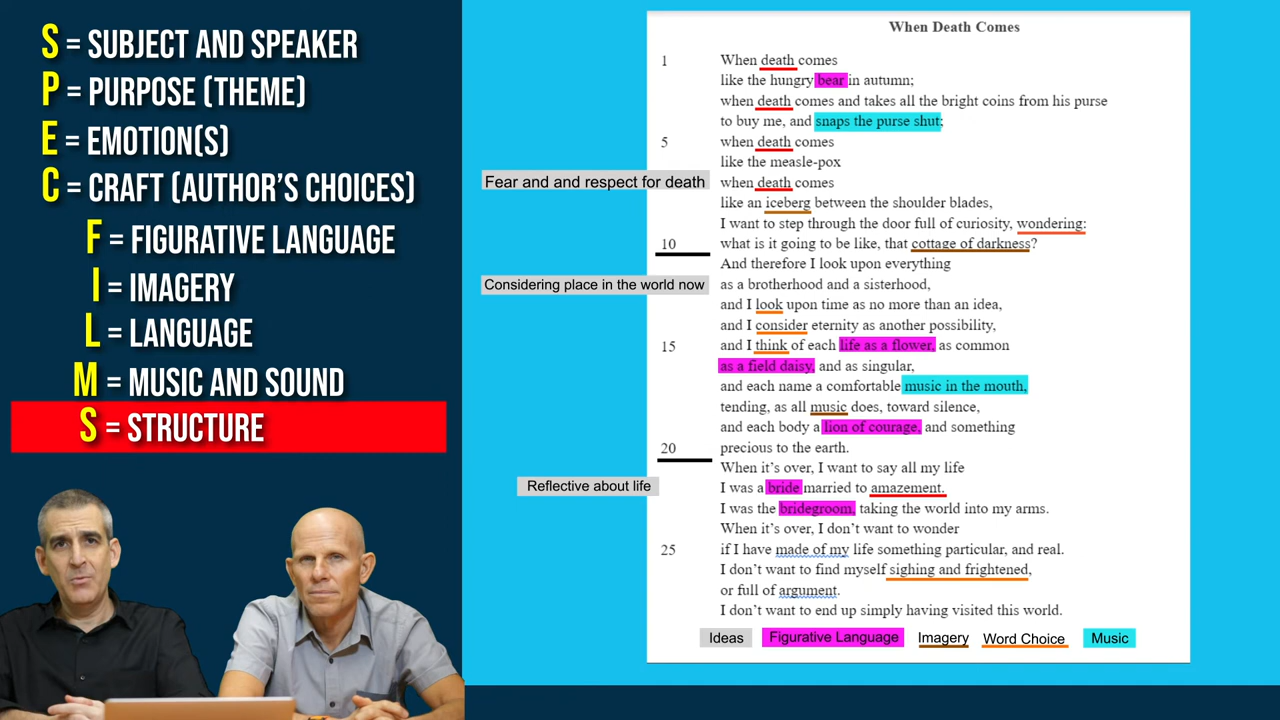 S = SUBJECT AND SPEAKER
P = PURPOSE (THEME)
E = EMOTION(S)
C = CRAFT (AUTHOR'S CHOICES)
F = FIGURATIVE LANGUAGE
I = IMAGERY
L = LANGUAGE
M = MUSIC AND SOUND
S = STRUCTURE
When Death Comes
1 When death comes
like the hungry bear in autumn;
when death comes and takes all the bright coins from his purse
to buy me, and snaps the purse shut;
5 when death comes
like the measle-pox
Fear and and respect for death when death comes
like an iceberg between the shoulder blades,
I want to step through the door full of curiosity, wondering:
10 what is it going to be like, that cottage of darkness?
And therefore I look upon everything
Considering place in the world now as a brotherhood and a sisterhood,
and I look upon time as no more than an idea,
and I consider eternity as another possibility,
15 and I think of each life as a flower, as common
as a field daisy, and as singular,
and each name a comfortable music in the mouth,
tending, as all music does, toward silence,
and each body a lion of courage, and something
20 precious to the earth.
When it's over, I want to say all my life
Reflective about life I was a bride married to amazement.
I was the bridegroom, taking the world into my arms.
When it's over, I don't want to wonder
25 if I have made of my life something particular, and real.
I don't want to find myself sighing and frightened,
or full of argument.
I don't want to end up simply having visited this world.
Ideas Figurative Language Imagery Word Choice Music